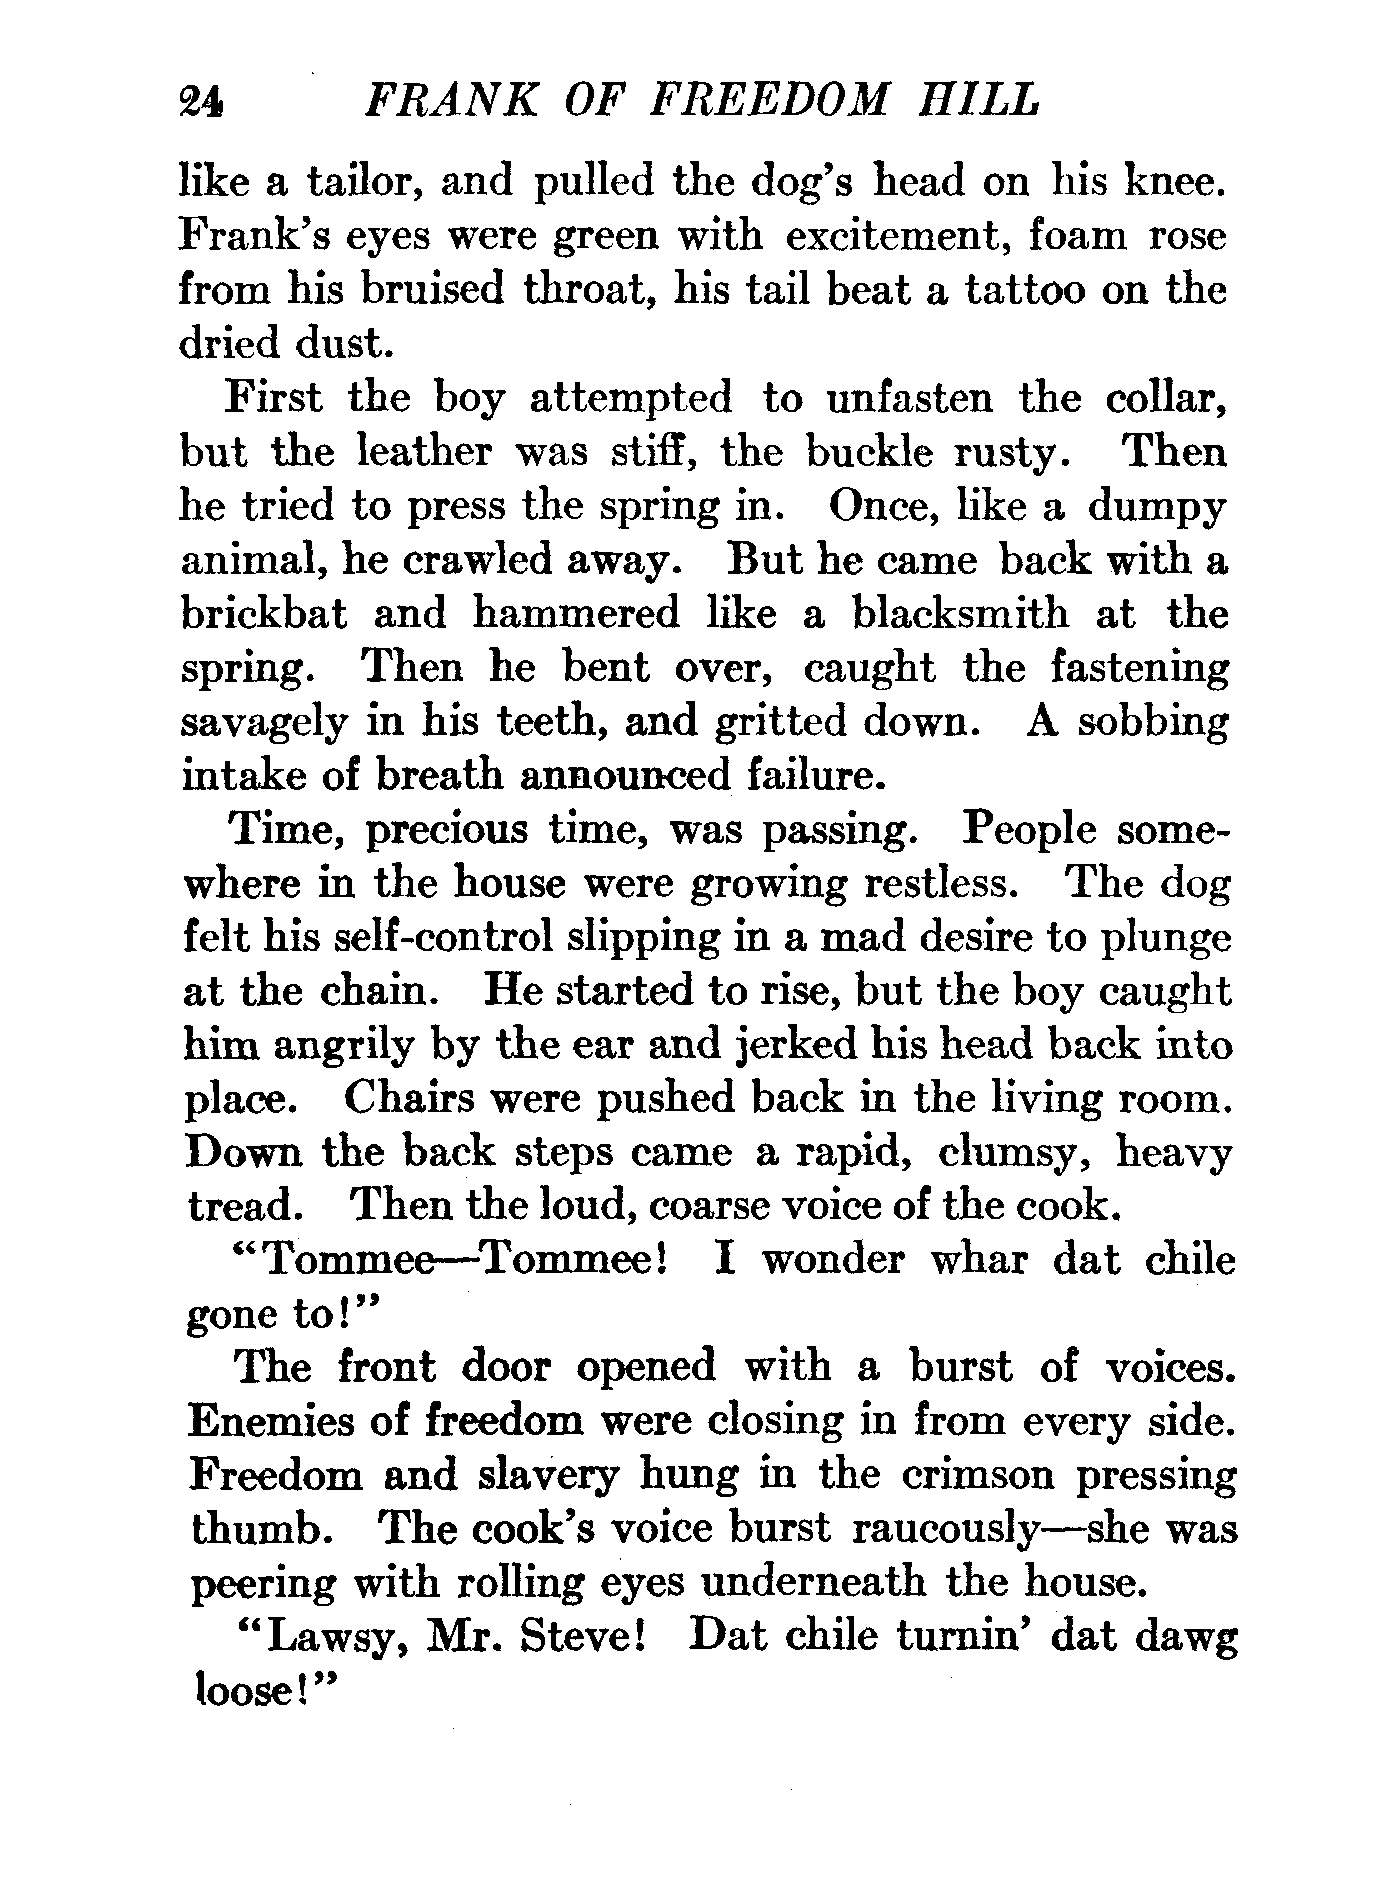 24 FRANK OF FREEDOM HILL
like a tailor, and pulled the dog's head on his knee.
Frank's eyes were green with excitement, foam rose
from his bruised throat, his tail beat a tattoo on the
dried dust.
First the boy attempted to unfasten the collar,
but the leather was stiff, the buckle rusty. Then
he tried to press the spring in. Once, like a dumpy
animal, he crawled away. But he came back with a
brickbat and hammered like a blacksmith at the
spring. Then he bent over, caught the fastening
savagely in his teeth, and gritted down. A sobbing
intake of breath announced failure.
Time, precious time, was passing. People some-
where in the house were growing restless. The dog
felt his self-control slipping in a mad desire to plunge
at the chain. He started to rise, but the boy caught
him angrily by the ear and jerked his head back into
place. Chairs were pushed back in the living room.
Down the back steps came a rapid, clumsy, heavy
tread. Then the loud, coarse voice of the cook.
"Tommee—Tommee! I wonder whar dat chile
gone to!"
The front door opened with a burst of voices.
Enemies of freedom were closing in from every side.
Freedom and slavery hung in the crimson pressing
thumb. The cook's voice burst raucously—she was
peering with rolling eyes underneath the house.
"Lawsy, Mr. Steve! Dat chile turnin' dat dawg
loose!"